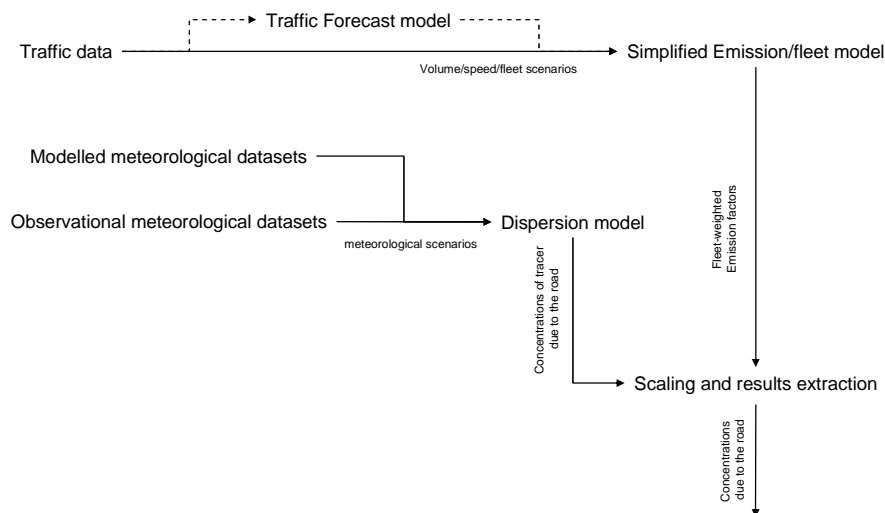 Traffic Forecast model
Traffic data
Simplified Emission/fleet model
Volume/speed/fleet scenarios
Modelled meteorological datasets
Observational meteorological datasets
Dispersion model
meteorological scenarios
Fleet-weighted
Emission factors
Concentrations of tracer
due to the road
Scaling and results extraction
Concentrations
due to the road